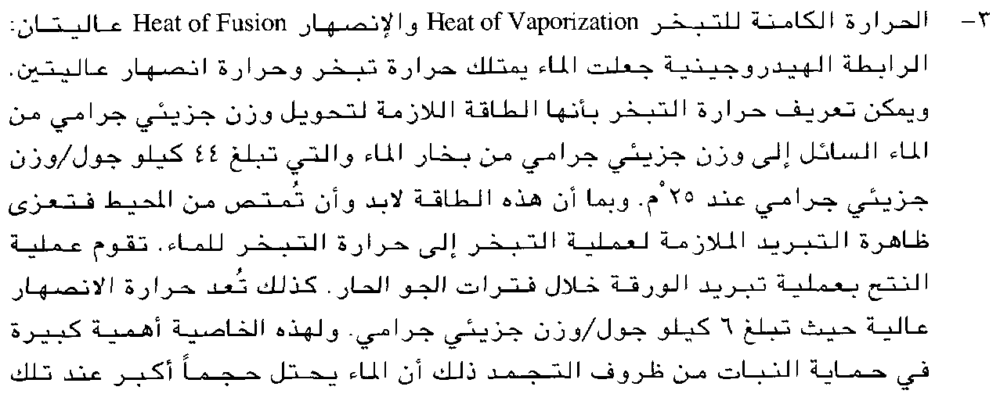 ٣- الحرارة الكامنة للتبخر Heat of Vaporization والإنصهار Heat of Fusion عاليتان:
الرابطة الهيدروجينية جعلت الماء يمتلك حرارة تبخر وحرارة انصهار عاليتين.
ويمكن تعريف حرارة التبخر بأنها الطاقة اللازمة لتحويل وزن جزيئي جرامي من
الماء السائل إلى وزن جزيئي جرامي من بخار الماء والتي تبلغ ٤٤ كيلو جول/وزن
جزيئي جرامي عند ٢٥°م. وبما أن هذه الطاقة لابد وأن تُمتص من المحيط فتعزى
ظاهرة التبريد الملازمة لعملية التبخر إلى حرارة التبخر للماء. تقوم عملية
النتح بعملية تبريد الورقة خلال فترات الجو الحار. كذلك تُعد حرارة الانصهار
عالية حيث تبلغ ٦ كيلو جول/وزن جزيئي جرامي. ولهذه الخاصية أهمية كبيرة
في حماية النبات من ظروف التجمد ذلك أن الماء يحتل حجماً أكبر عند تلك